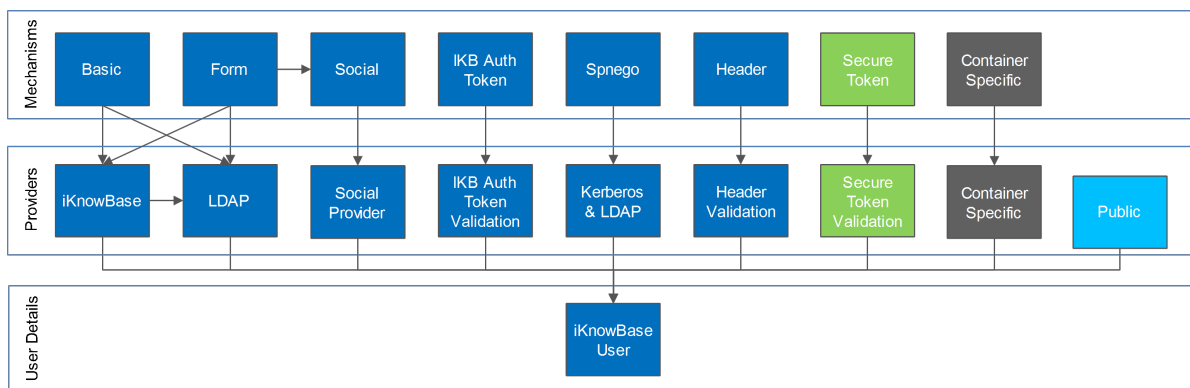 Mechanisms
Basic
Form
Social
IKB Auth
Token
Spnego
Header
Secure
Token
Container
Specific
Providers
iKnowBase
LDAP
Social
Provider
IKB Auth
Token
Validation
Kerberos
& LDAP
Header
Validation
Secure
Token
Validation
Container
Specific
Public
User Details
iKnowBase
User